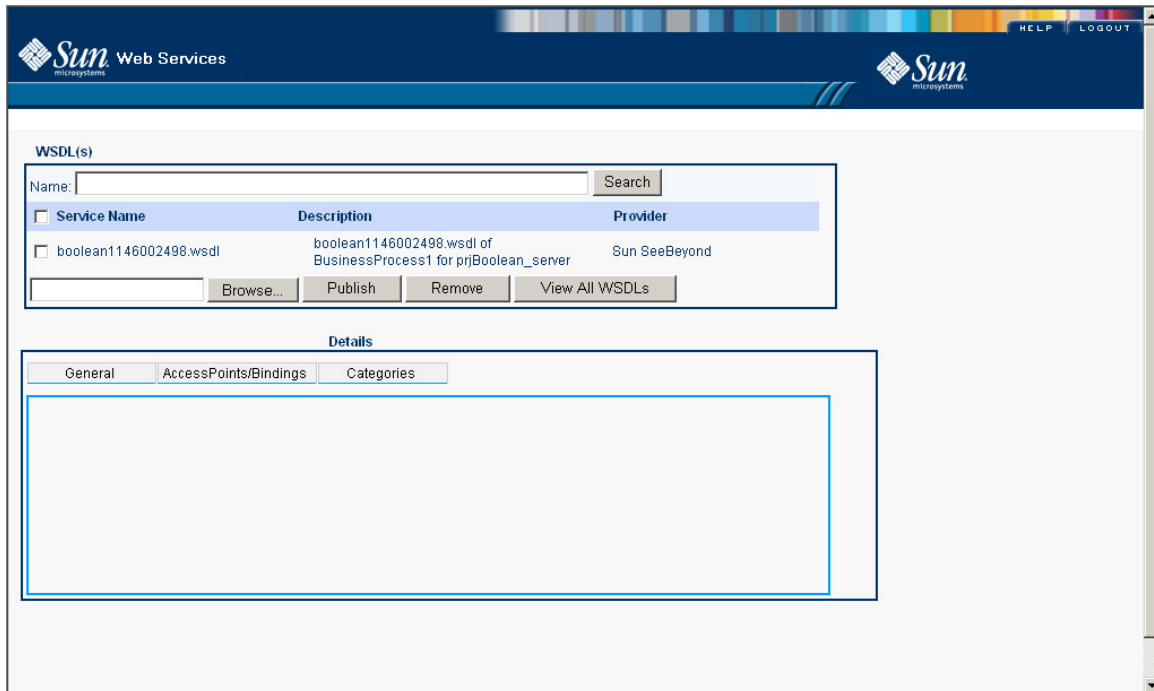 HELP LOGOUT
Sun microsystems Web Services
Sun microsystems
WSDL(s)
Name: Search
Service Name Description Provider
boolean1146002498.wsdl boolean1146002498.wsdl of BusinessProcess1 for prjBoolean_server Sun SeeBeyond
Browse... Publish Remove View All WSDLs
Details
General AccessPoints/Bindings Categories